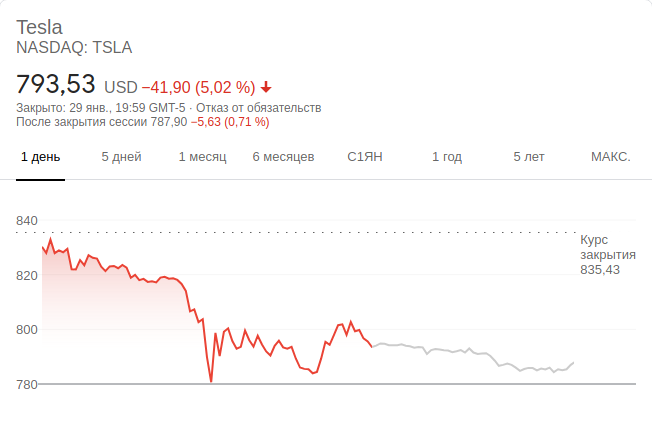 Tesla
NASDAQ: TSLA
793,53 USD −41,90 (5,02 %)
Закрыто: 29 янв., 19:59 GMT-5 · Отказ от обязательств
После закрытия сессии 787,90 −5,63 (0,71 %)
1 день 5 дней 1 месяц 6 месяцев С1ЯН 1 год 5 лет МАКС.
840
Курс
закрытия
835,43
820
800
780